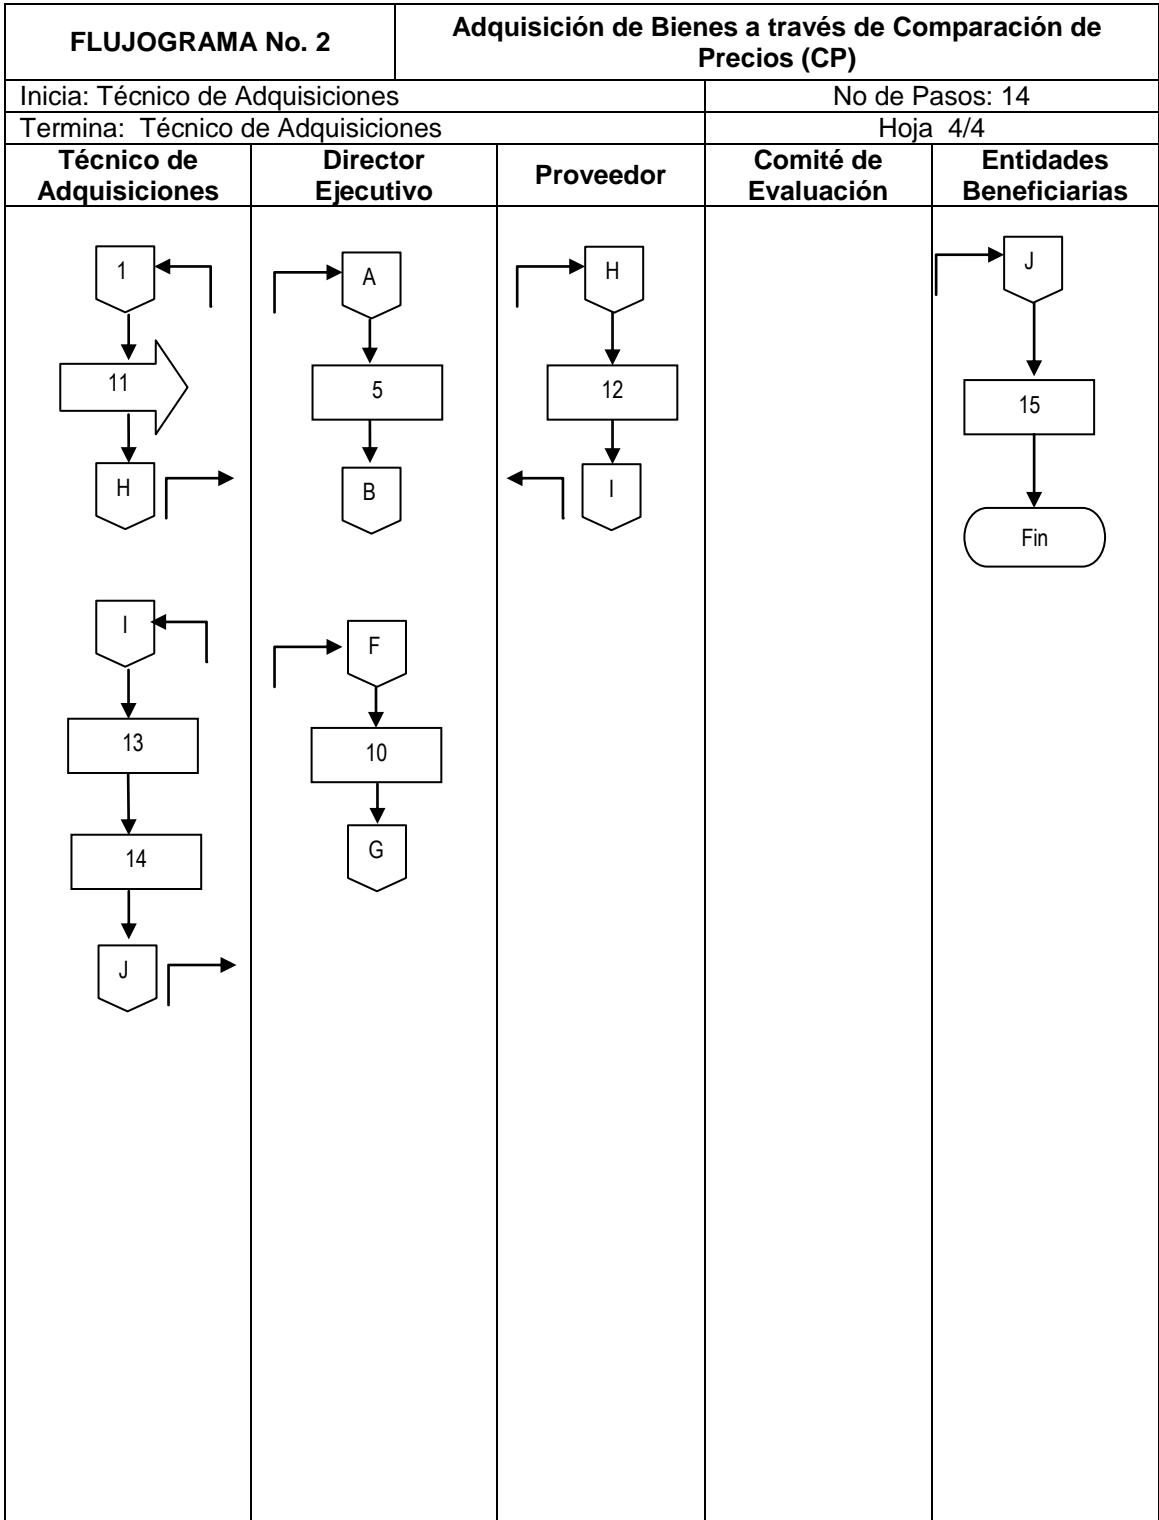 FLUJOGRAMA No. 2
Adquisición de Bienes a través de Comparación de
Precios (CP)
Inicia: Técnico de Adquisiciones
No de Pasos: 14
Termina: Técnico de Adquisiciones
Hoja 4/4
Técnico de
Adquisiciones
Director
Ejecutivo
Proveedor
Comité de
Evaluación
Entidades
Beneficiarias
1
11
H
I
13
14
J
A
5
B
F
10
G
H
12
I
J
15
Fin